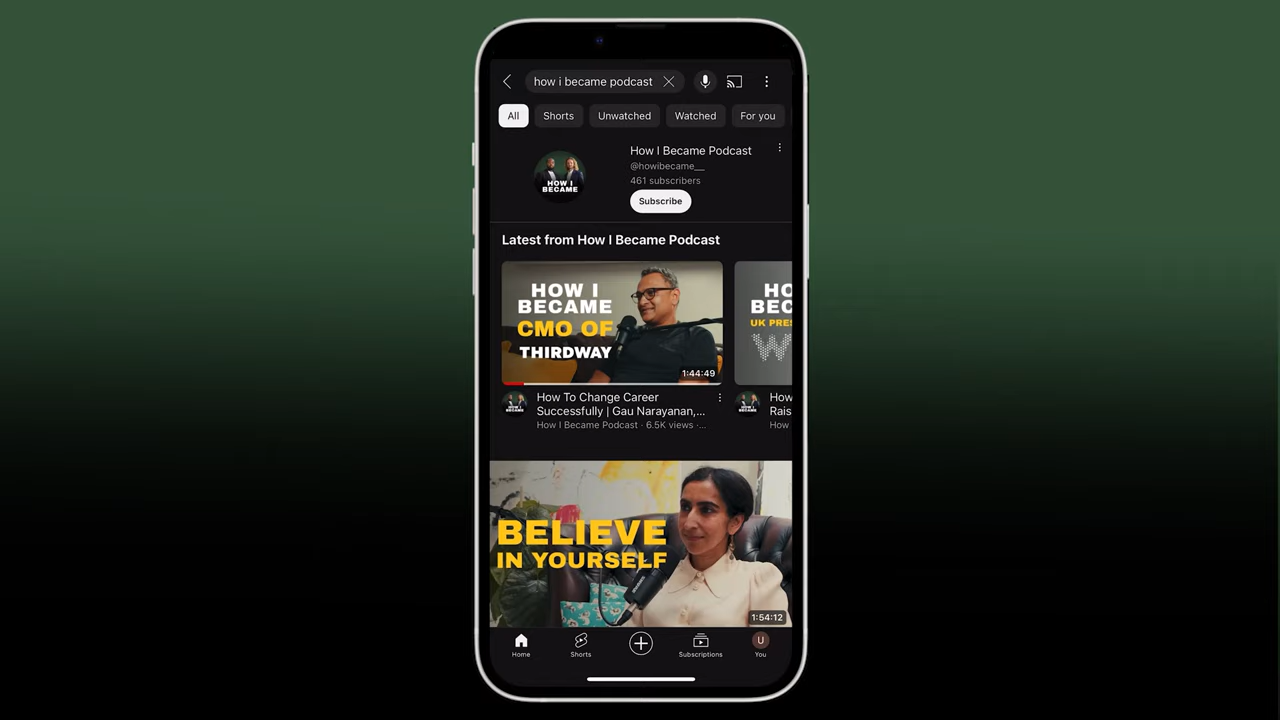 how i became podcast
All
Shorts
Unwatched
Watched
For you
HOW I
BECAME
How I Became Podcast
@howibecame__
461 subscribers
Subscribe
Latest from How I Became Podcast
HOW I
BECAME
CMO OF
THIRDWAY
1:44:49
HO
BEC
UK PRES
W
How To Change Career
Successfully | Gau Narayanan,...
How I Became Podcast · 6.5K views ·...
How
Rais
How
BELIEVE
IN YOURSELF
1:54:12
Home
Shorts
Subscriptions
U
You